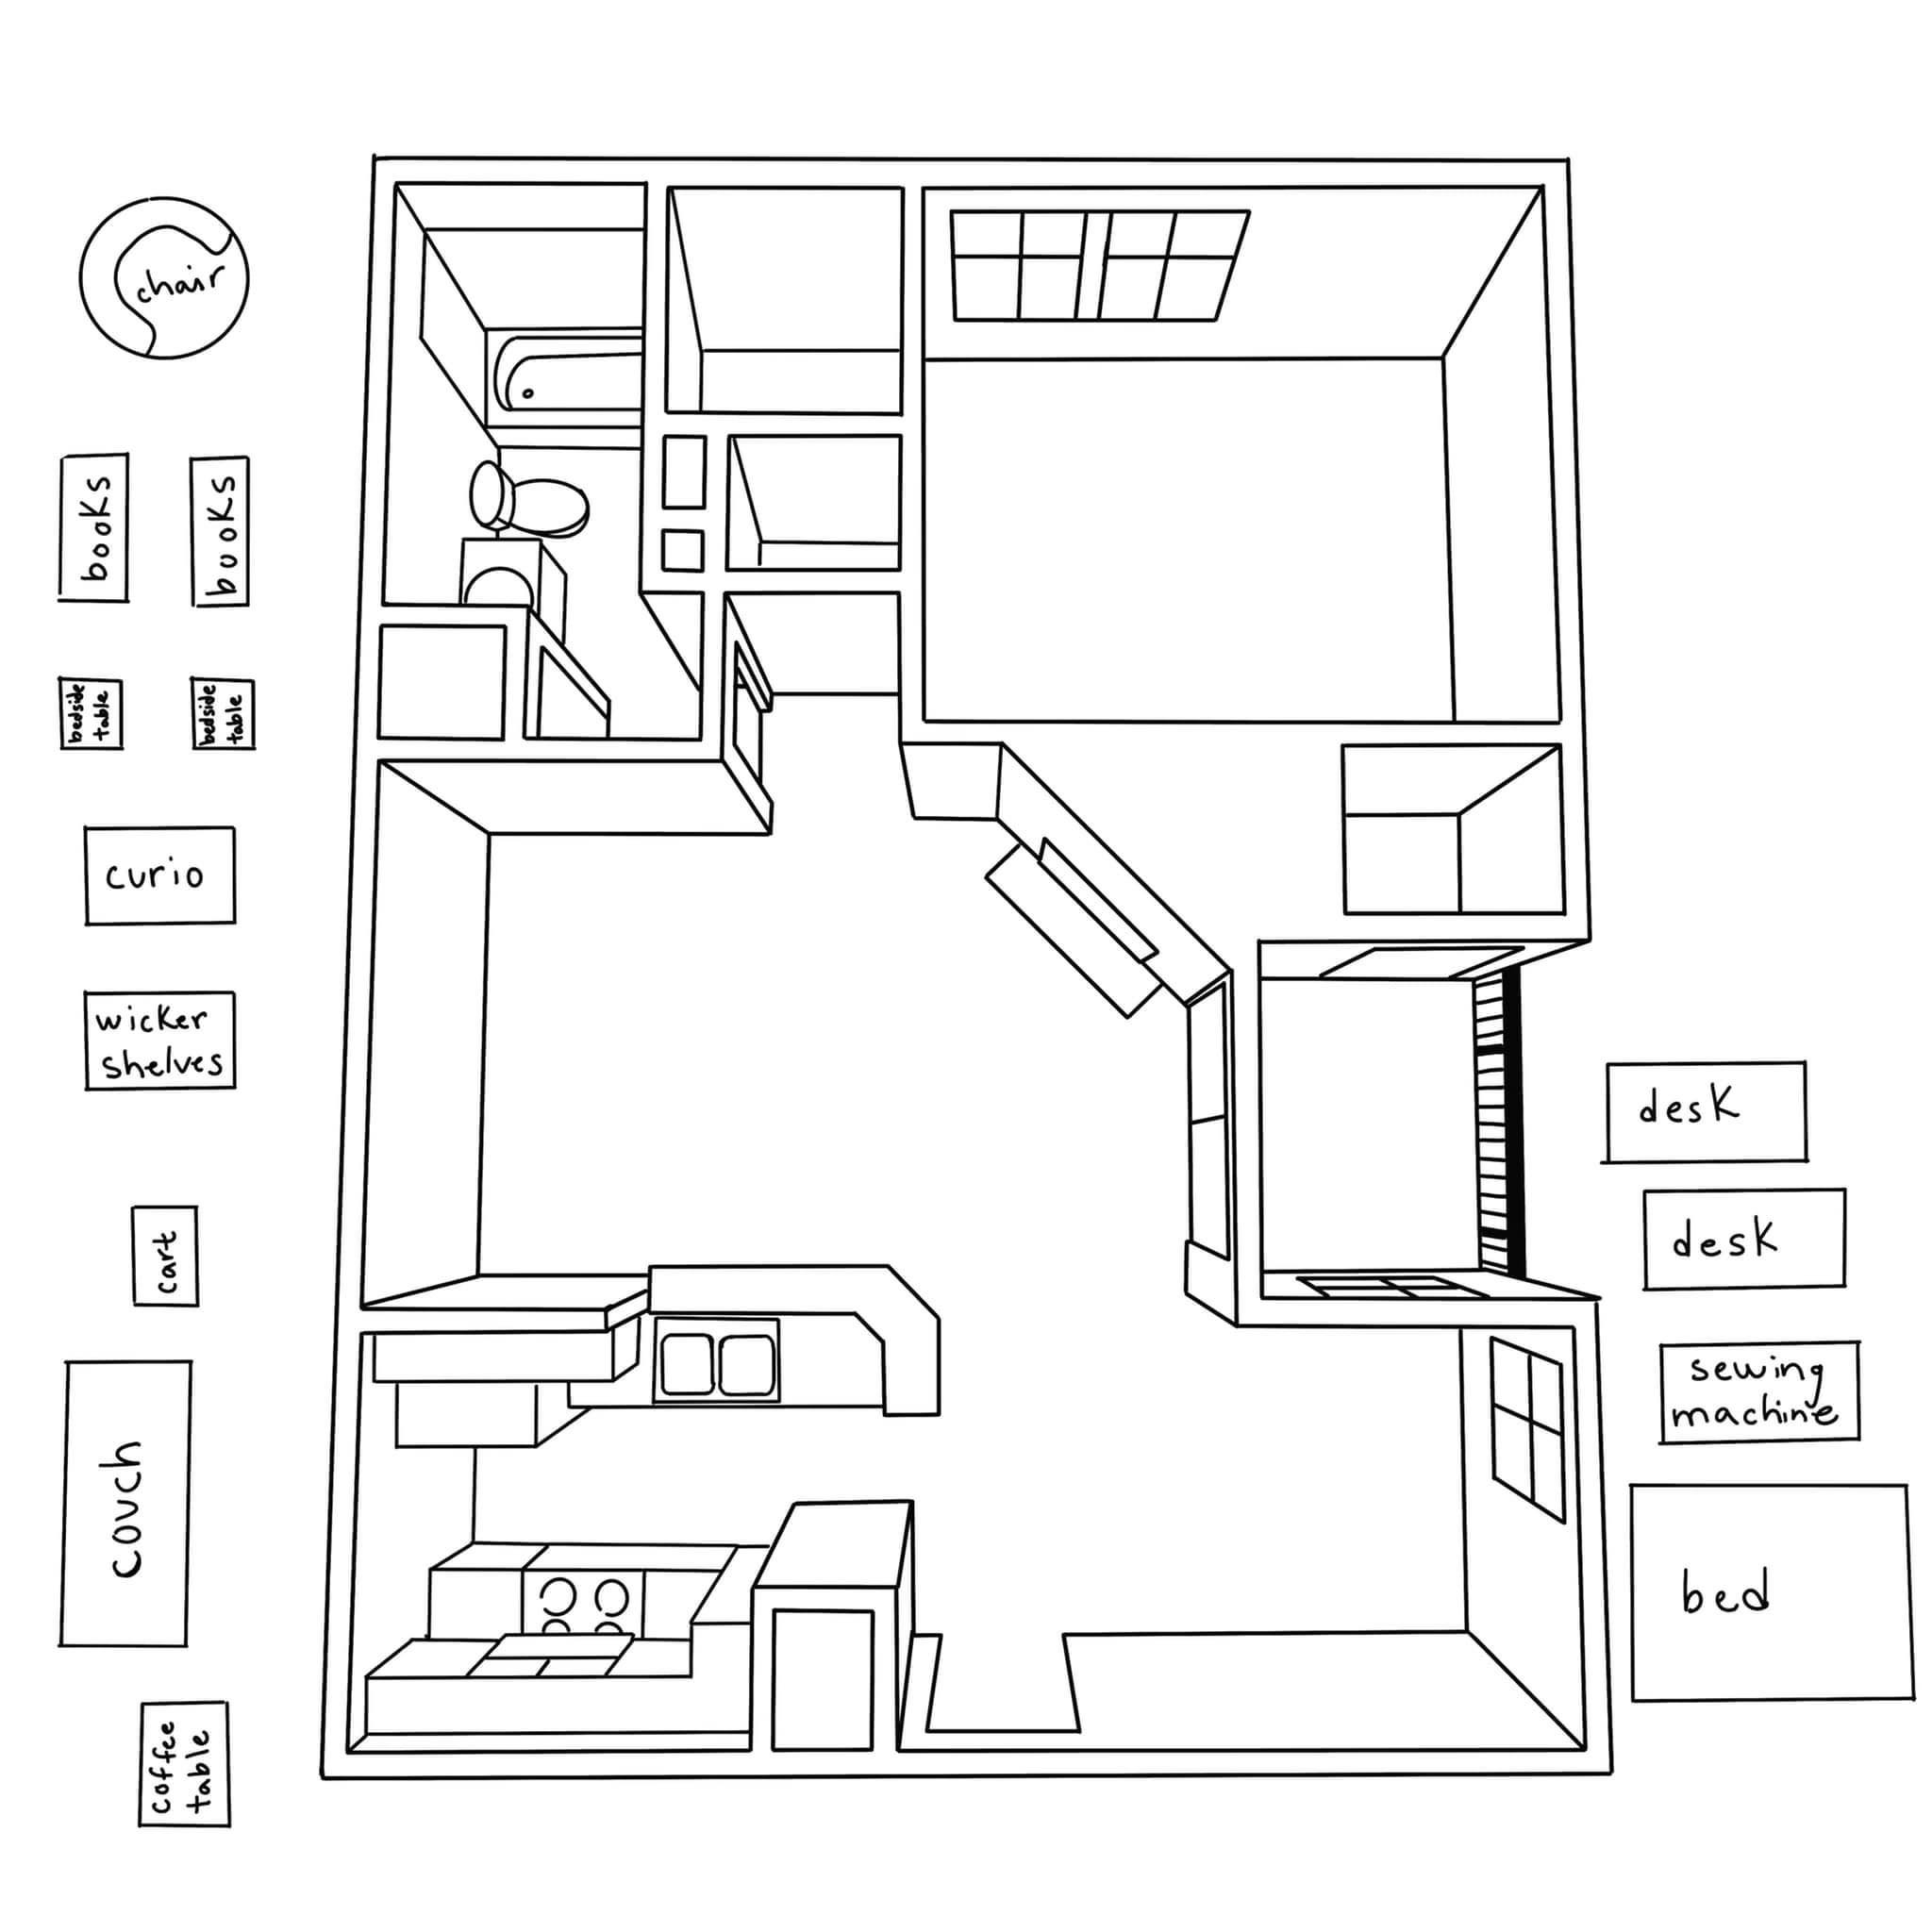 chair
books
books
bedside
table
bedside
table
curio
wicker
shelves
cart
couch
coffee
table
desk
desk
sewing
machine
bed